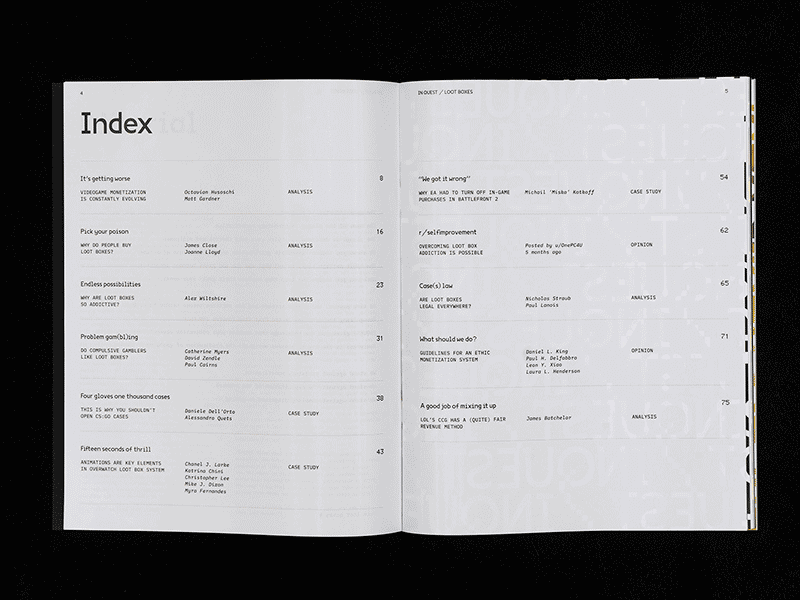 4
Index
It's getting worse
8
VIDEOGAME MONETIZATION
IS CONSTANTLY EVOLVING
Octavian Husoschi
Matt Gardner
ANALYSIS
Pick your poison
16
WHY DO PEOPLE BUY
LOOT BOXES?
James Close
Joanne Lloyd
ANALYSIS
Endless possibilities
23
WHY ARE LOOT BOXES
SO ADDICTIVE?
Alex Wiltshire
ANALYSIS
Problem gam(bl)ing
31
DO COMPULSIVE GAMBLERS
LIKE LOOT BOXES?
Catherine Myers
David Zendle
Paul Cairns
ANALYSIS
Four gloves one thousand cases
38
THIS IS WHY YOU SHOULDN'T
OPEN CS:GO CASES
Daniele Dell'Orto
Alessandro Quets
CASE STUDY
Fifteen seconds of thrill
43
ANIMATIONS ARE KEY ELEMENTS
IN OVERWATCH LOOT BOX SYSTEM
Chanel J. Larke
Katrina Chini
Christopher Lee
Mike J. Dixon
Myra Fernandes
CASE STUDY
INQUEST / LOOT BOXES
5
"We got it wrong"
54
WHY EA HAD TO TURN OFF IN-GAME
PURCHASES IN BATTLEFRONT 2
Michail 'Miska' Katkoff
CASE STUDY
r/selfimprovement
62
OVERCOMING LOOT BOX
ADDICTION IS POSSIBLE
Posted by u/OnePC4U
5 months ago
OPINION
Case(s) law
65
ARE LOOT BOXES
LEGAL EVERYWHERE?
Nicholas Straub
Paul Lanois
ANALYSIS
What should we do?
71
GUIDELINES FOR AN ETHIC
MONETIZATION SYSTEM
Daniel L. King
Paul H. Delfabbro
Leon Y. Xiao
Laura L. Henderson
OPINION
A good job of mixing it up
75
LOL'S CCG HAS A (QUITE) FAIR
REVENUE METHOD
James Batchelor
ANALYSIS